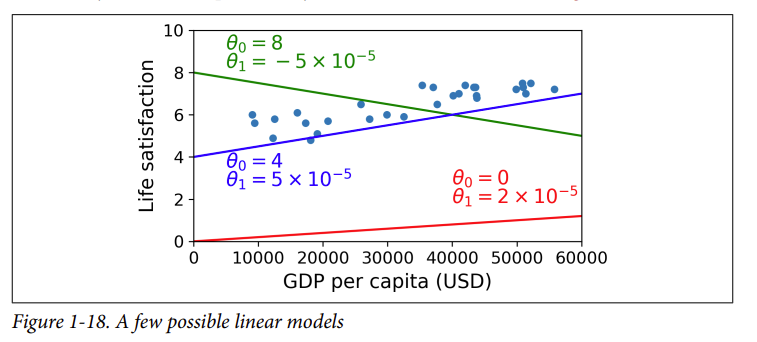 10
8
6
4
2
0
Life satisfaction
θ₀ = 8
θ₁ = − 5 × 10⁻⁵
θ₀ = 4
θ₁ = 5 × 10⁻⁵
θ₀ = 0
θ₁ = 2 × 10⁻⁵
0 10000 20000 30000 40000 50000 60000
GDP per capita (USD)
Figure 1-18. A few possible linear models